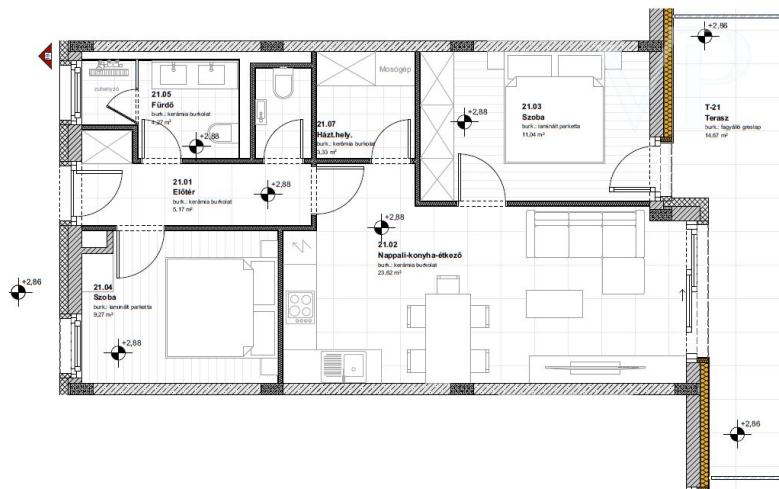 +2,86
zuhanyzó
21.05
Fürdő
burk.: kerámia burkolat
4,22 m²
+2,88
Mosógép
21.07
Házt.hely.
burk.: kerámia burkolat
3,33 m²
+2,88
21.03
Szoba
burk.: laminált parketta
11,04 m²
T-21
Terasz
burk.: fagyálló greslap
14,67 m²
21.01
Előtér
burk.: kerámia burkolat
5,17 m²
+2,88
+2,88
21.02
Nappali-konyha-étkező
burk.: kerámia burkolat
23,62 m²
+2,86
21.04
Szoba
burk.: laminált parketta
9,27 m²
+2,88
+2,86